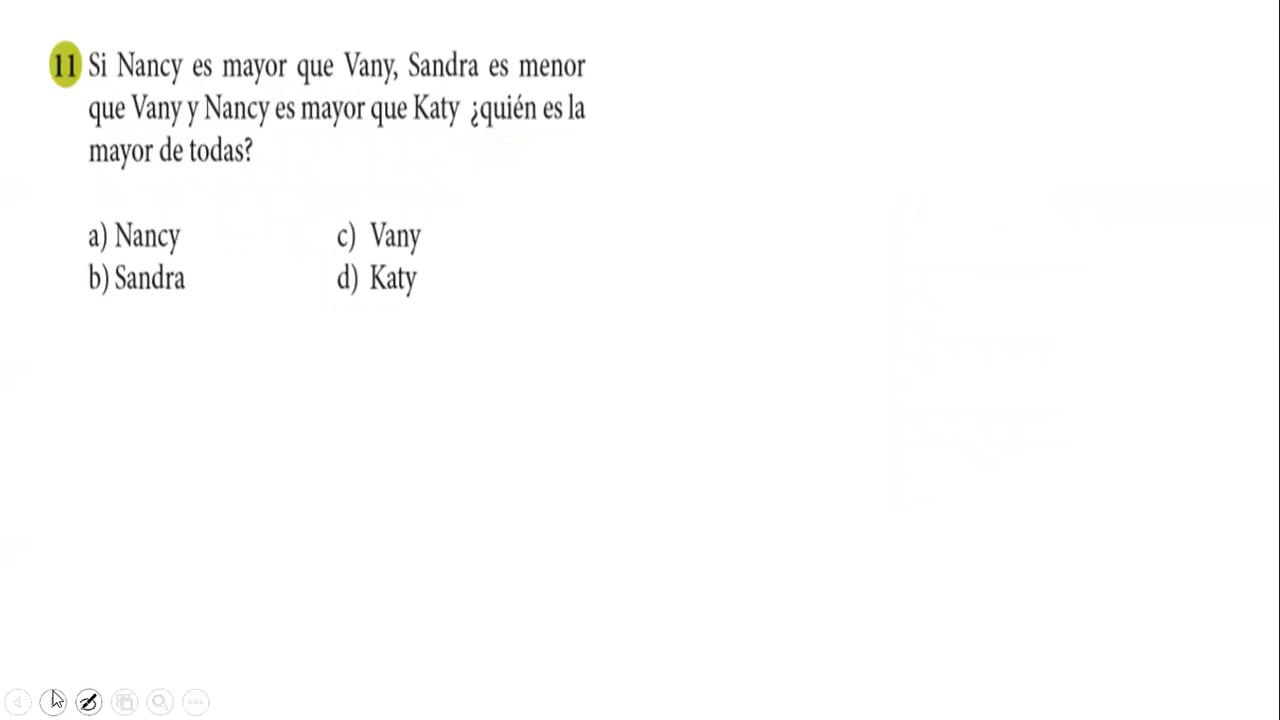 11 Si Nancy es mayor que Vany, Sandra es menor
que Vany y Nancy es mayor que Katy ¿quién es la
mayor de todas?
a) Nancy
b) Sandra
c) Vany
d) Katy